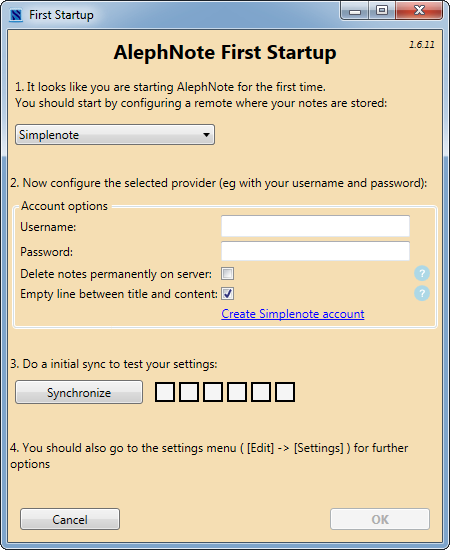 First Startup
AlephNote First Startup
1.6.11
1. It looks like you are starting AlephNote for the first time.
You should start by configuring a remote where your notes are stored:
Simplenote
2. Now configure the selected provider (eg with your username and password):
Account options
Username:
Password:
Delete notes permanently on server:
?
Empty line between title and content:
?
Create Simplenote account
3. Do a initial sync to test your settings:
Synchronize
4. You should also go to the settings menu ( [Edit] -> [Settings] ) for further
options
Cancel
OK